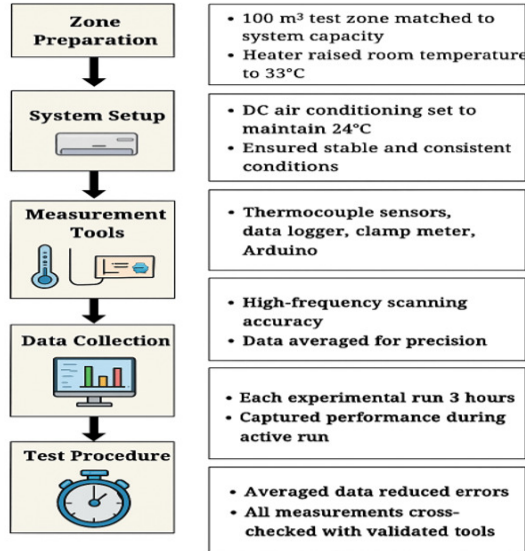 Zone
Preparation
• 100 m³ test zone matched to
system capacity
• Heater raised room temperature
to 33°C
System Setup
• DC air conditioning set to
maintain 24°C
• Ensured stable and consistent
conditions
Measurement
Tools
• Thermocouple sensors,
data logger, clamp meter,
Arduino
Data Collection
• High-frequency scanning
accuracy
• Data averaged for precision
Test Procedure
• Each experimental run 3 hours
• Captured performance during
active run
• Averaged data reduced errors
• All measurements cross-
checked with validated tools